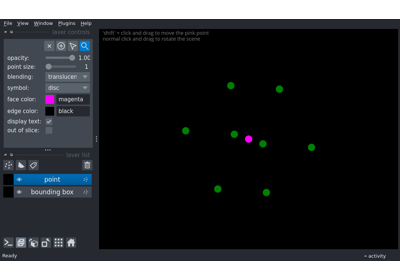 File View Window Plugins Help
layer controls
'shift' + click and drag to move the pink point
normal click and drag to rotate the scene
opacity: 1.00
point size: 1
blending: translucen
symbol: disc
face color: magenta
edge color: black
display text:
out of slice:
layer list
point
bounding box
Ready
activity